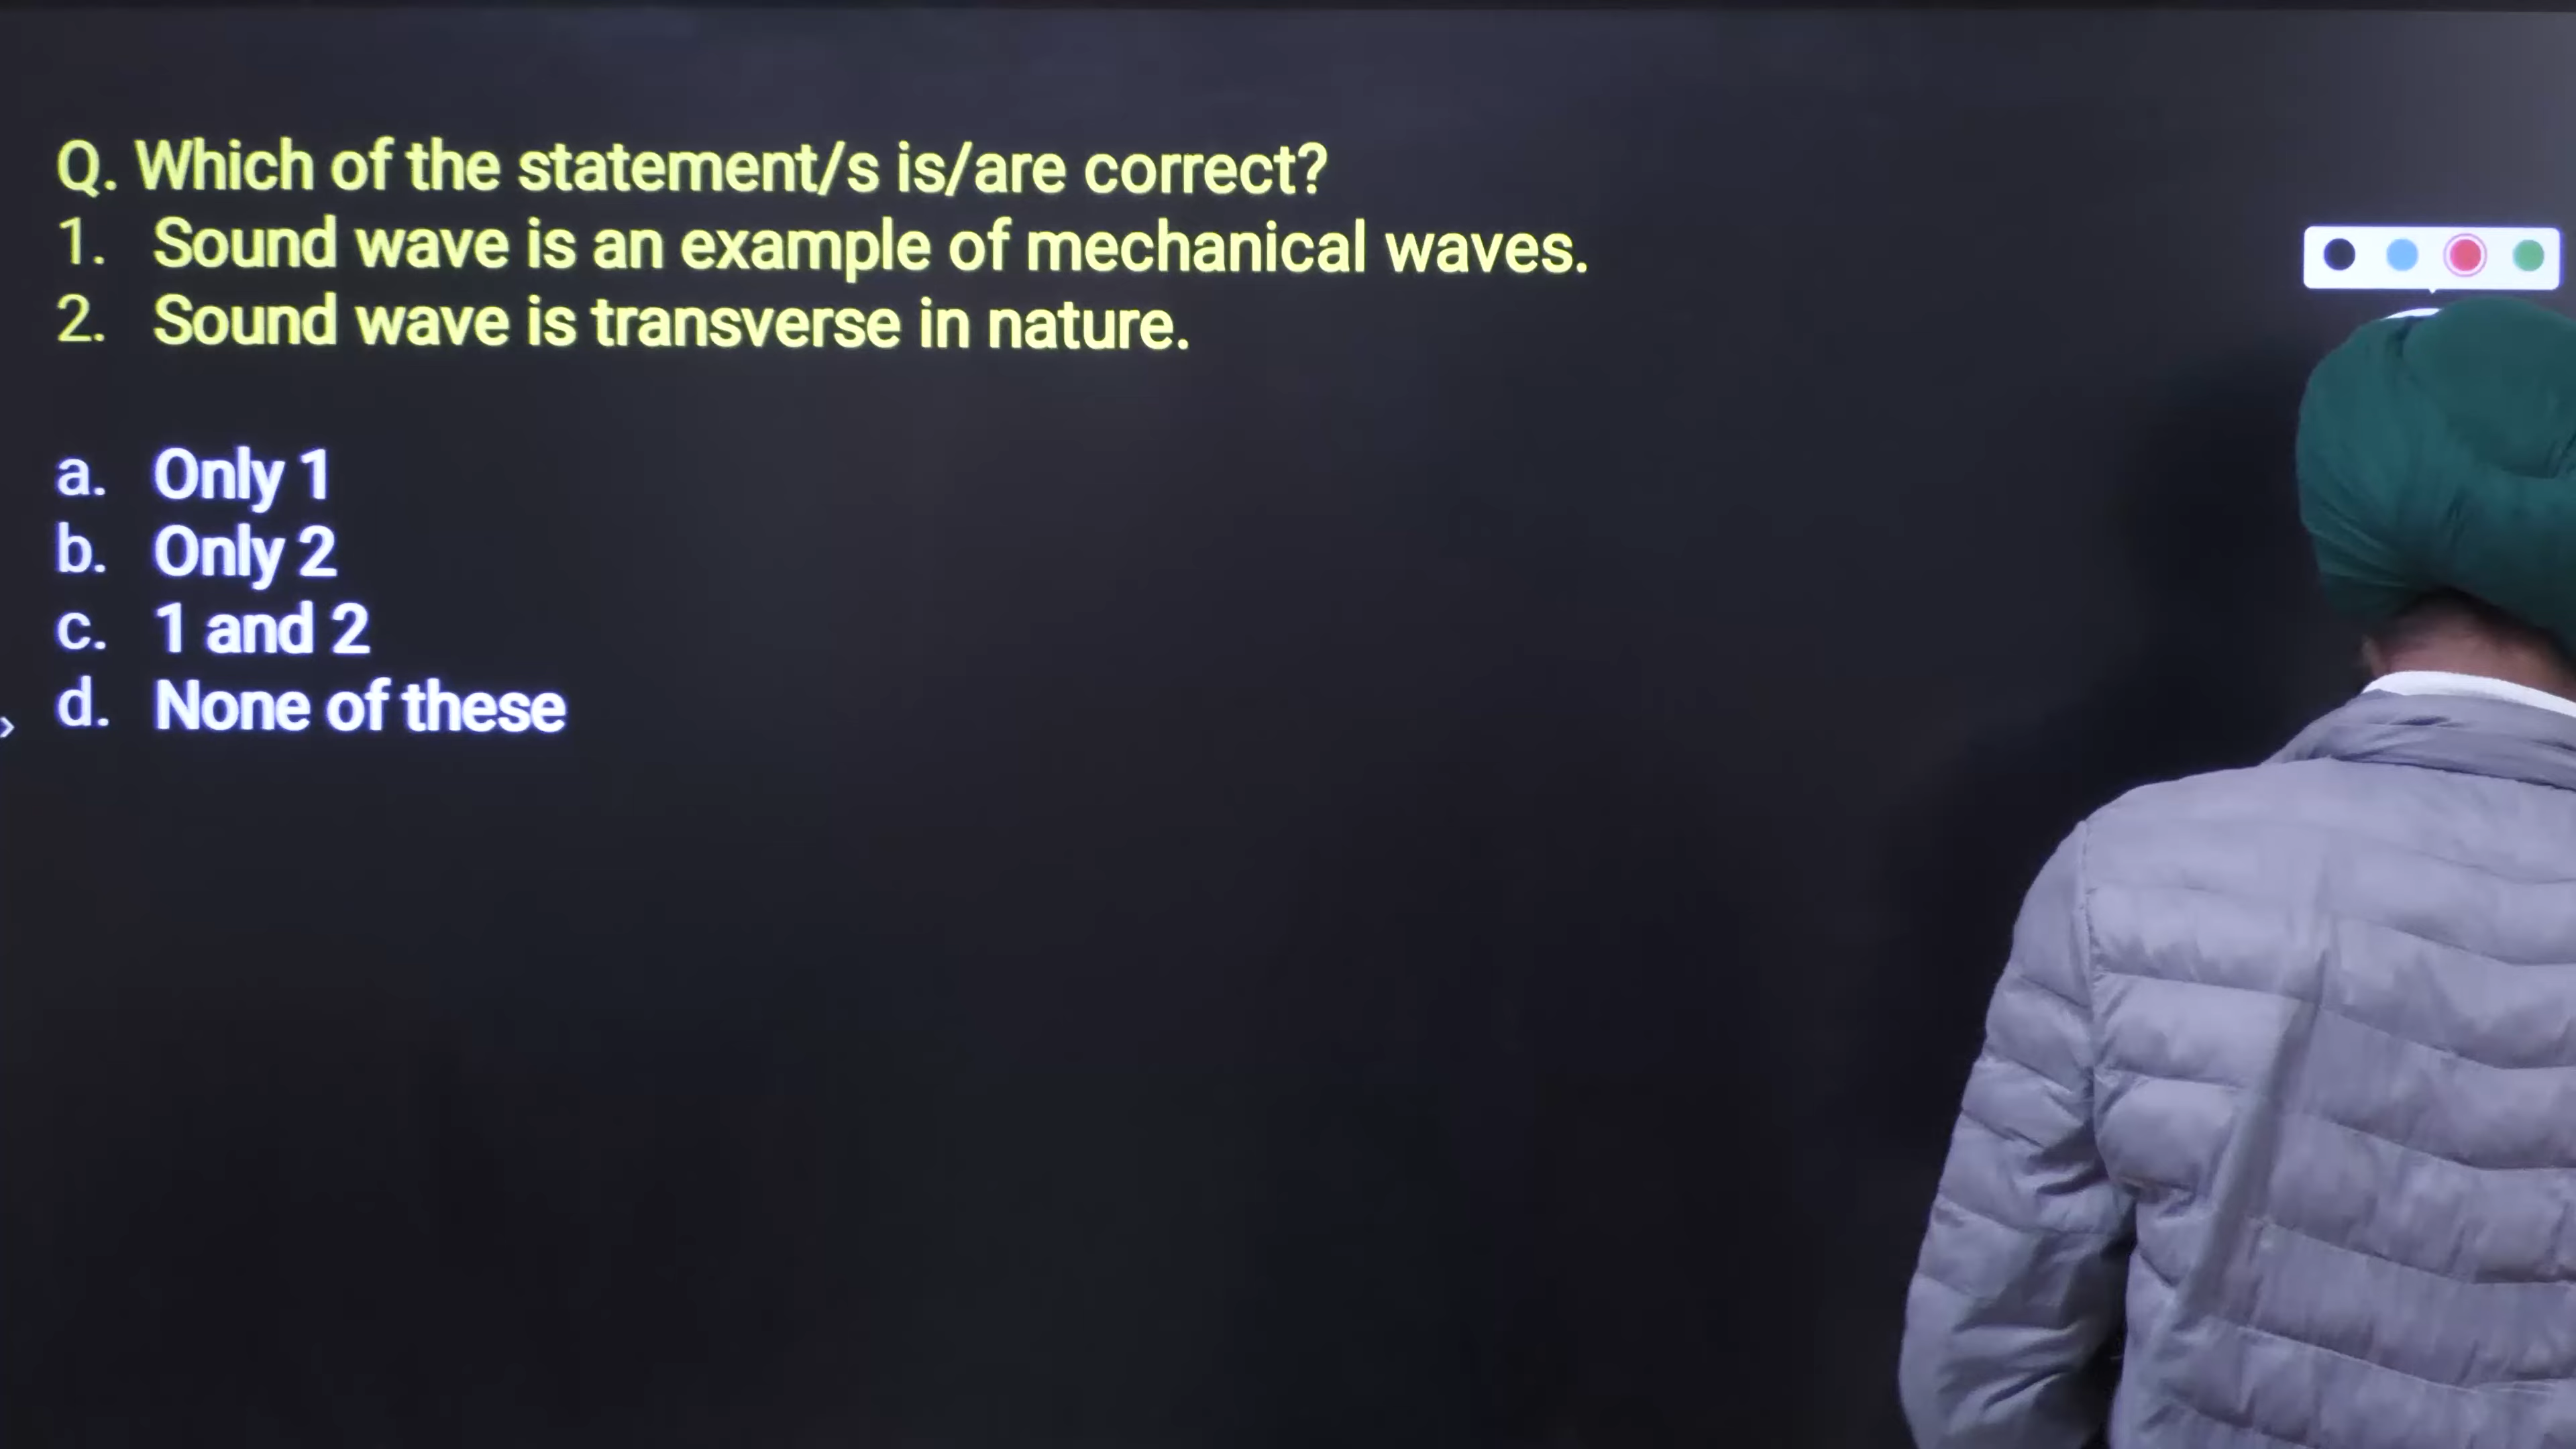 Q. Which of the statement/s is/are correct?
1. Sound wave is an example of mechanical waves.
2. Sound wave is transverse in nature.
a. Only 1
b. Only 2
c. 1 and 2
d. None of these